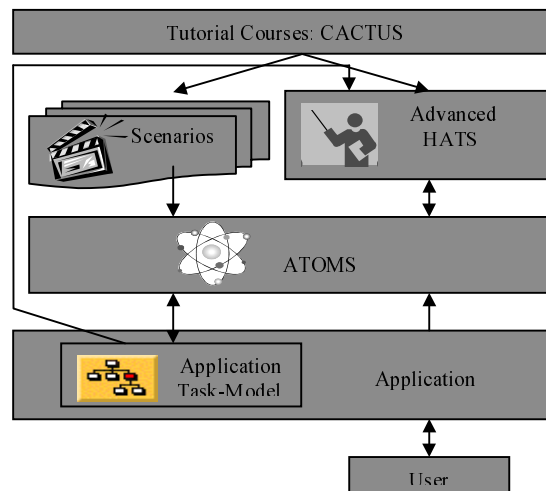 Tutorial Courses: CACTUS
Scenarios
Advanced
HATS
ATOMS
Application
Task-Model
Application
User